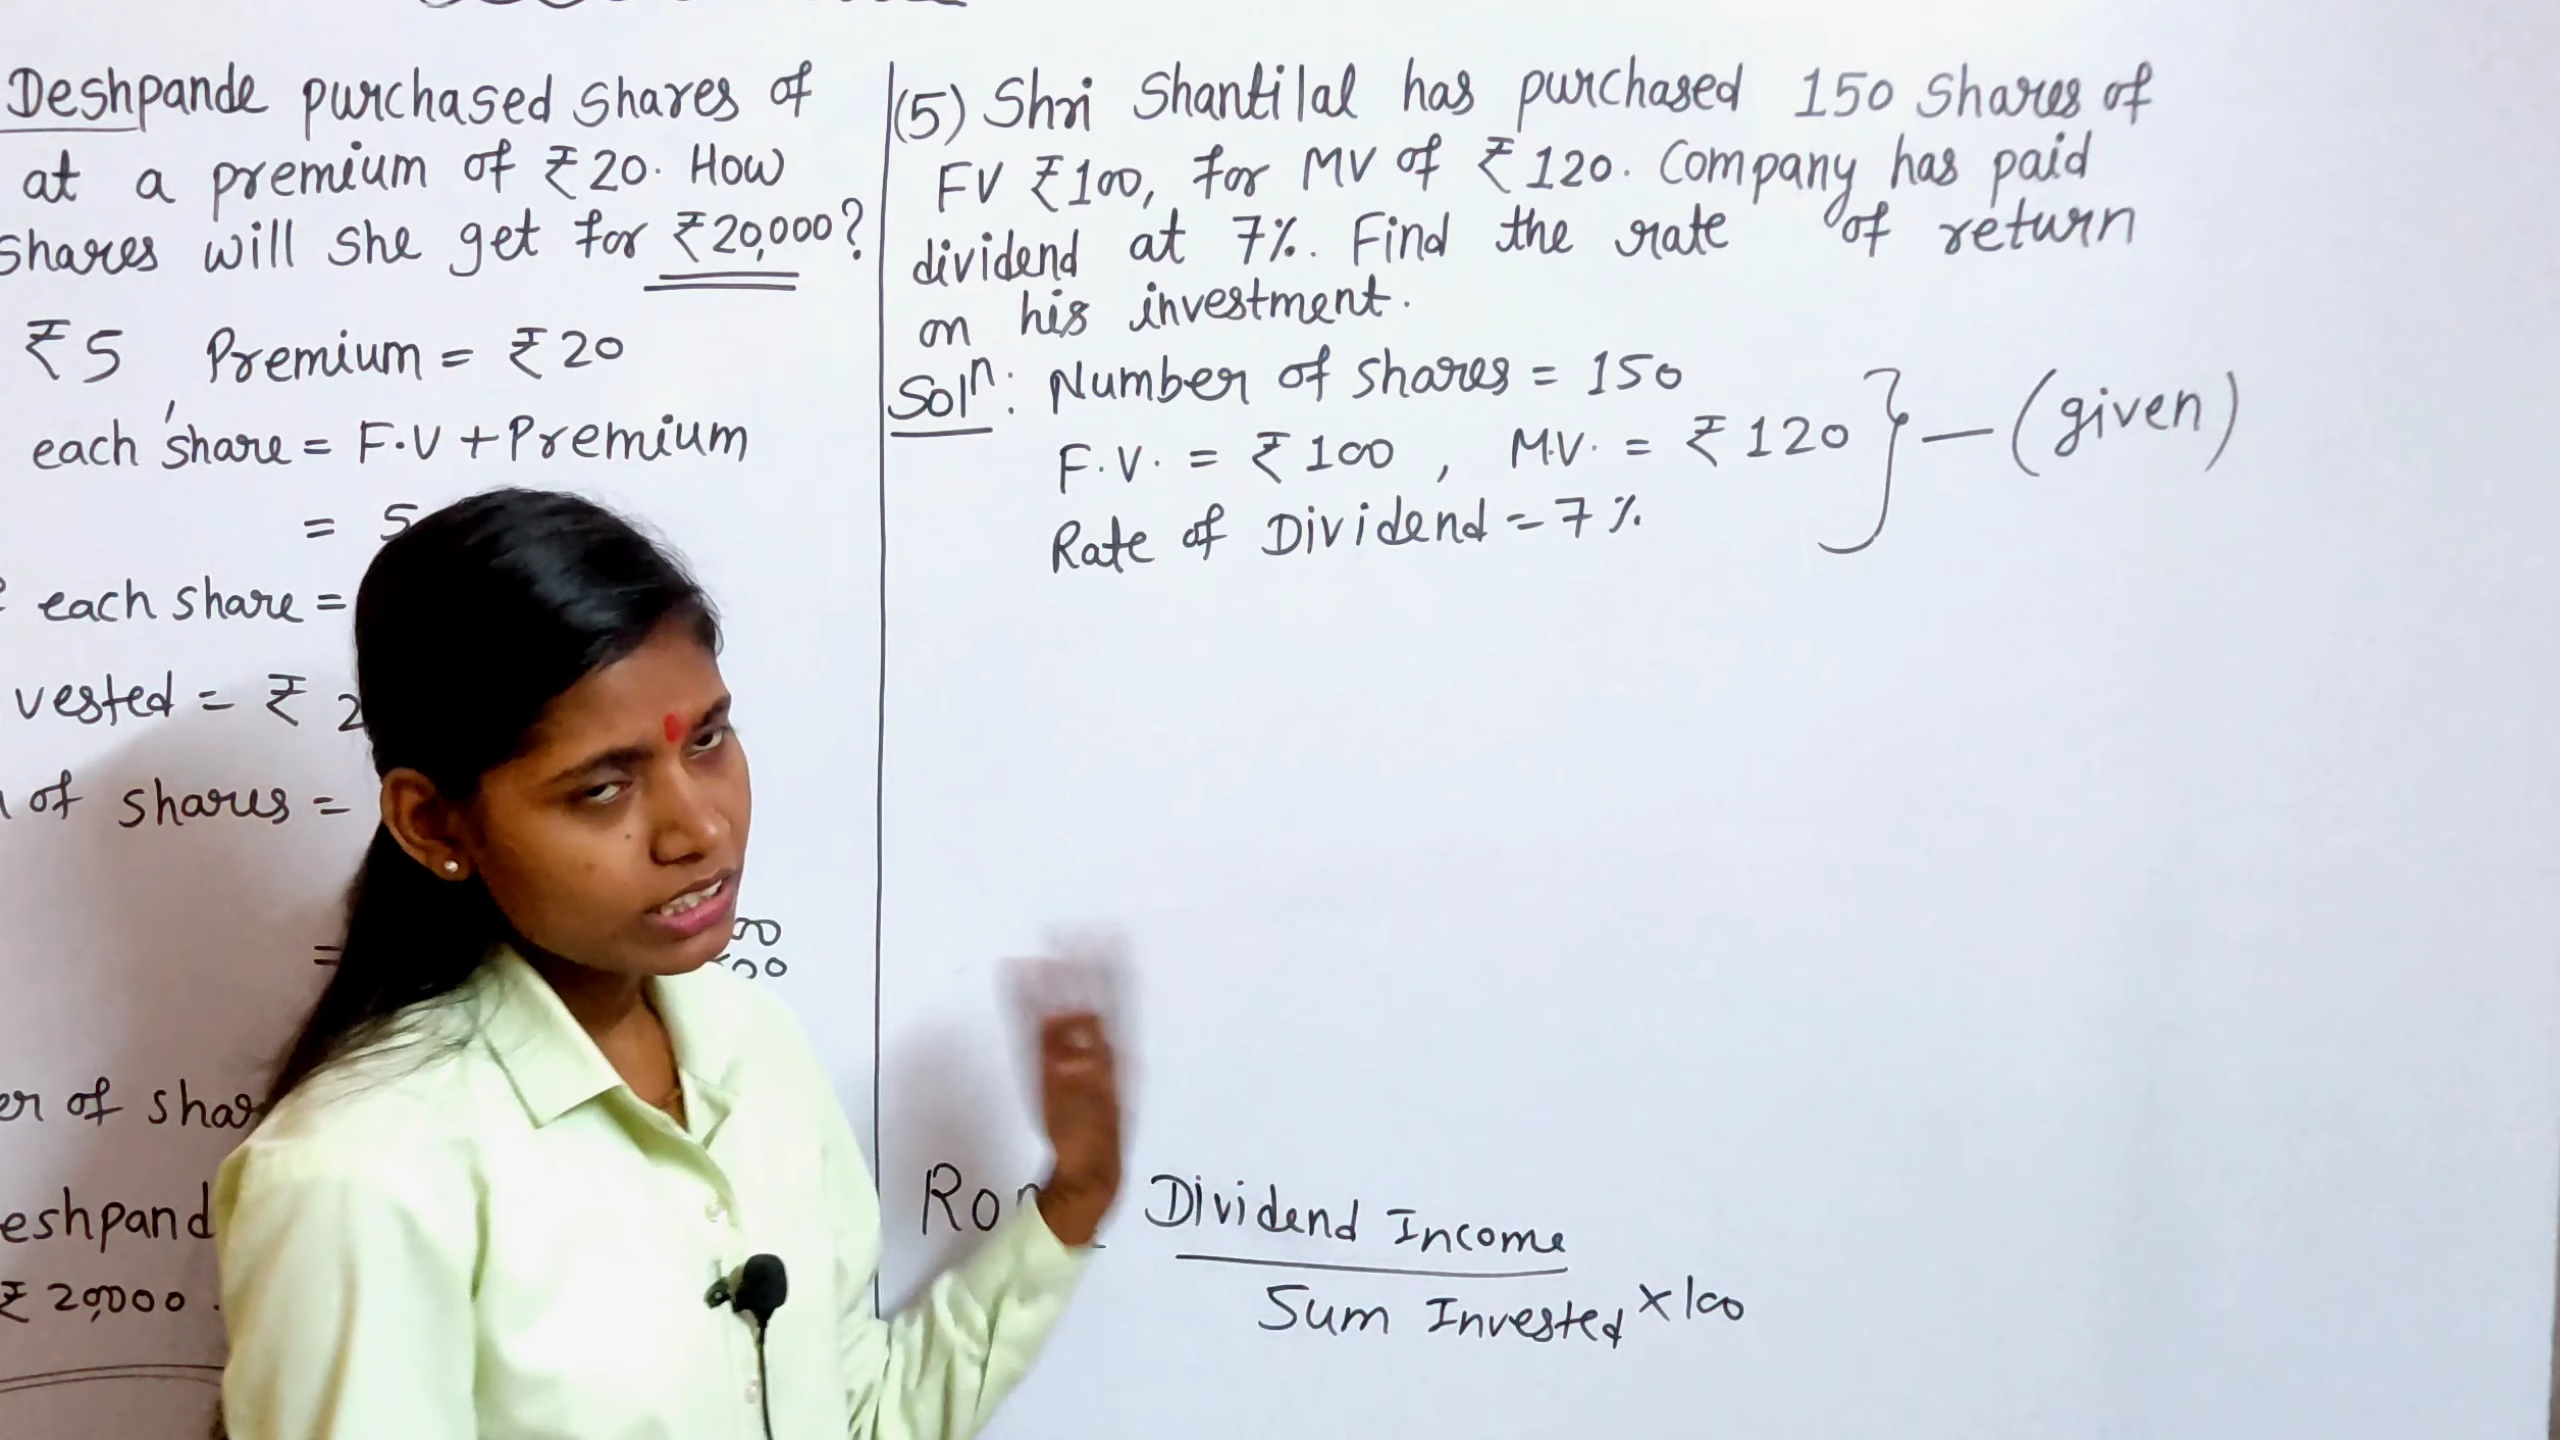 Deshpande purchased shares of
at a premium of ₹20. How
shares will she get for ₹20,000?
₹5, Premium = ₹20
each share = F.V + Premium
= 5
each share =
vested = ₹ 2
of shares =
=
er of shar
eshpand
₹ 20,000.
(5) Shri Shantilal has purchased 150 shares of
FV ₹100, for MV of ₹120. Company has paid
dividend at 7%. Find the rate of return
on his investment.
Solⁿ: Number of shares = 150
F.V. = ₹100, M.V. = ₹120 } — (given)
Rate of Dividend = 7%
Dividend Income
Sum Invested × 100